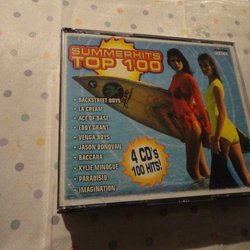 SUMMERHITS
TOP 100
• BACKSTREET BOYS
• LA CREAM
• ACE OF BASE
• EDDY GRANT
• VENGA BOYS
• JASON DONOVAN
• BACCARA
• KYLIE MINOGUE
• PARADISIO
• IMAGINATION
4 CD's
100 HITS!